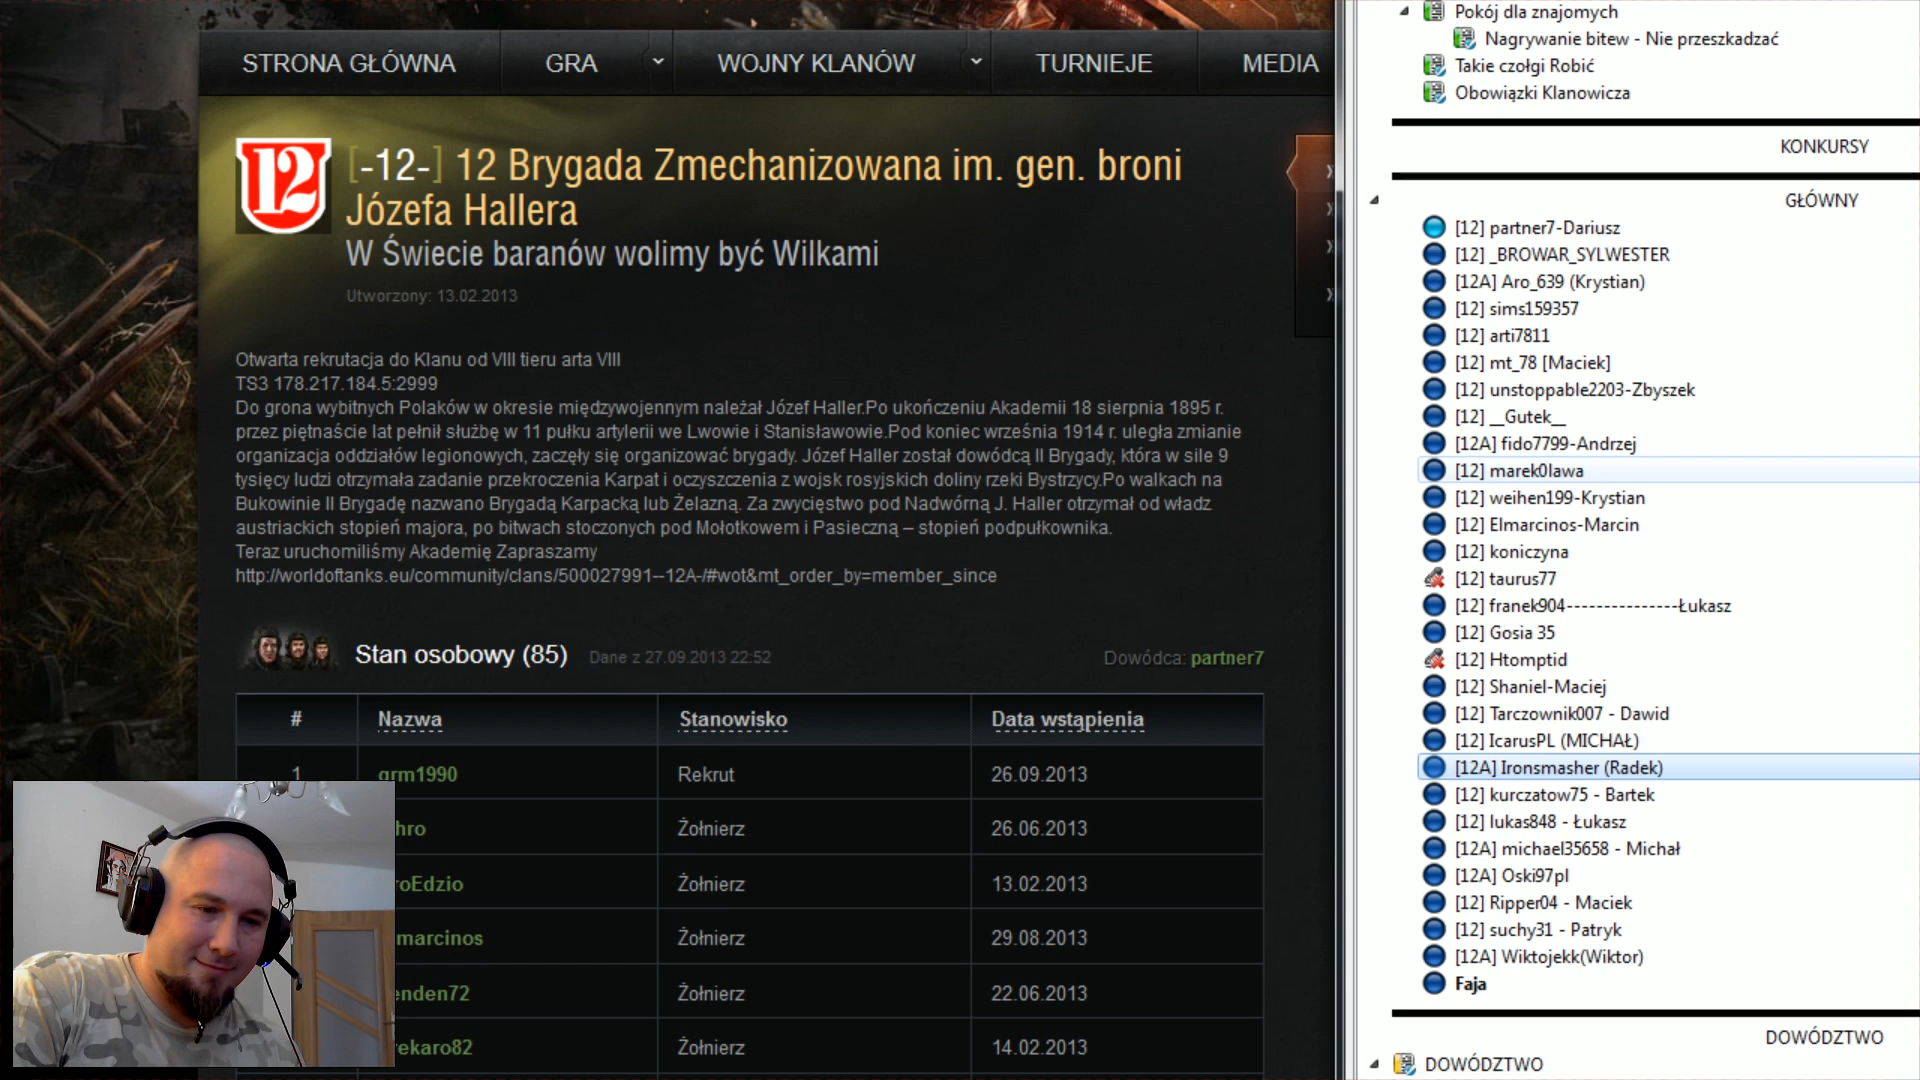 STRONA GŁÓWNA
GRA
WOJNY KLANÓW
TURNIEJE
MEDIA
12
[-12-] 12 Brygada Zmechanizowana im. gen. broni
Józefa Hallera
W Świecie baranów wolimy być Wilkami
Utworzony: 13.02.2013
Otwarta rekrutacja do Klanu od VIII tieru arta VIII
TS3 178.217.184.5:2999
Do grona wybitnych Polaków w okresie międzywojennym należał Józef Haller.Po ukończeniu Akademii 18 sierpnia 1895 r.
przez piętnaście lat pełnił służbę w 11 pułku artylerii we Lwowie i Stanisławowie.Pod koniec września 1914 r. uległa zmianie
organizacja oddziałów legionowych, zaczęły się organizować brygady. Józef Haller został dowódcą II Brygady, która w sile 9
tysięcy ludzi otrzymała zadanie przekroczenia Karpat i oczyszczenia z wojsk rosyjskich doliny rzeki Bystrzycy.Po walkach na
Bukowinie II Brygadę nazwano Brygadą Karpacką lub Żelazną. Za zwycięstwo pod Nadwórną J. Haller otrzymał od władz
austriackich stopień majora, po bitwach stoczonych pod Mołotkowem i Pasieczną – stopień podpułkownika.
Teraz uruchomiliśmy Akademię Zapraszamy
http://worldoftanks.eu/community/clans/500027991--12A-/#wot&mt_order_by=member_since
Stan osobowy (85) Dane z 27.09.2013 22:52 Dowódca: partner7
# Nazwa Stanowisko Data wstąpienia
1 grm1990 Rekrut 26.09.2013
hro Żołnierz 26.06.2013
roEdzio Żołnierz 13.02.2013
marcinos Żołnierz 29.08.2013
enden72 Żołnierz 22.06.2013
rekaro82 Żołnierz 14.02.2013
Pokój dla znajomych
Nagrywanie bitew - Nie przeszkadzać
Takie czołgi Robić
Obowiązki Klanowicza
KONKURSY
GŁÓWNY
[12] partner7-Dariusz
[12] _BROWAR_SYLWESTER
[12A] Aro_639 (Krystian)
[12] sims159357
[12] arti7811
[12] mt_78 [Maciek]
[12] unstoppable2203-Zbyszek
[12] __Gutek__
[12A] fido7799-Andrzej
[12] marek0lawa
[12] weihen199-Krystian
[12] Elmarcinos-Marcin
[12] koniczyna
[12] taurus77
[12] franek904---------------Łukasz
[12] Gosia 35
[12] Htomptid
[12] Shaniel-Maciej
[12] Tarczownik007 - Dawid
[12] IcarusPL (MICHAŁ)
[12A] Ironsmasher (Radek)
[12] kurczatow75 - Bartek
[12] lukas848 - Łukasz
[12A] michael35658 - Michał
[12A] Oski97pl
[12] Ripper04 - Maciek
[12] suchy31 - Patryk
[12A] Wiktojekk(Wiktor)
Faja
DOWÓDZTWO
DOWÓDZTWO